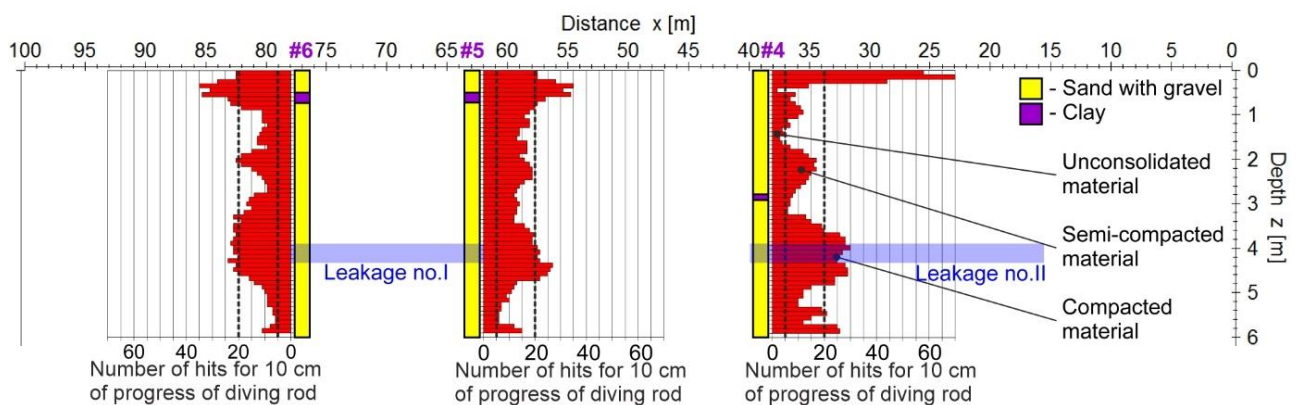 Distance x [m]
100 95 90 85 80 #6 75 70 65 #5 60 55 50 45 40 #4 35 30 25 20 15 10 5 0
0
1
2
3
4
5
6
Depth z [m]
- Sand with gravel
- Clay
Unconsolidated
material
Semi-compacted
material
Compacted
material
Leakage no.I
Leakage no.II
60 40 20 0
Number of hits for 10 cm
of progress of diving rod
0 20 40 60
Number of hits for 10 cm
of progress of diving rod
0 20 40 60
Number of hits for 10 cm
of progress of diving rod